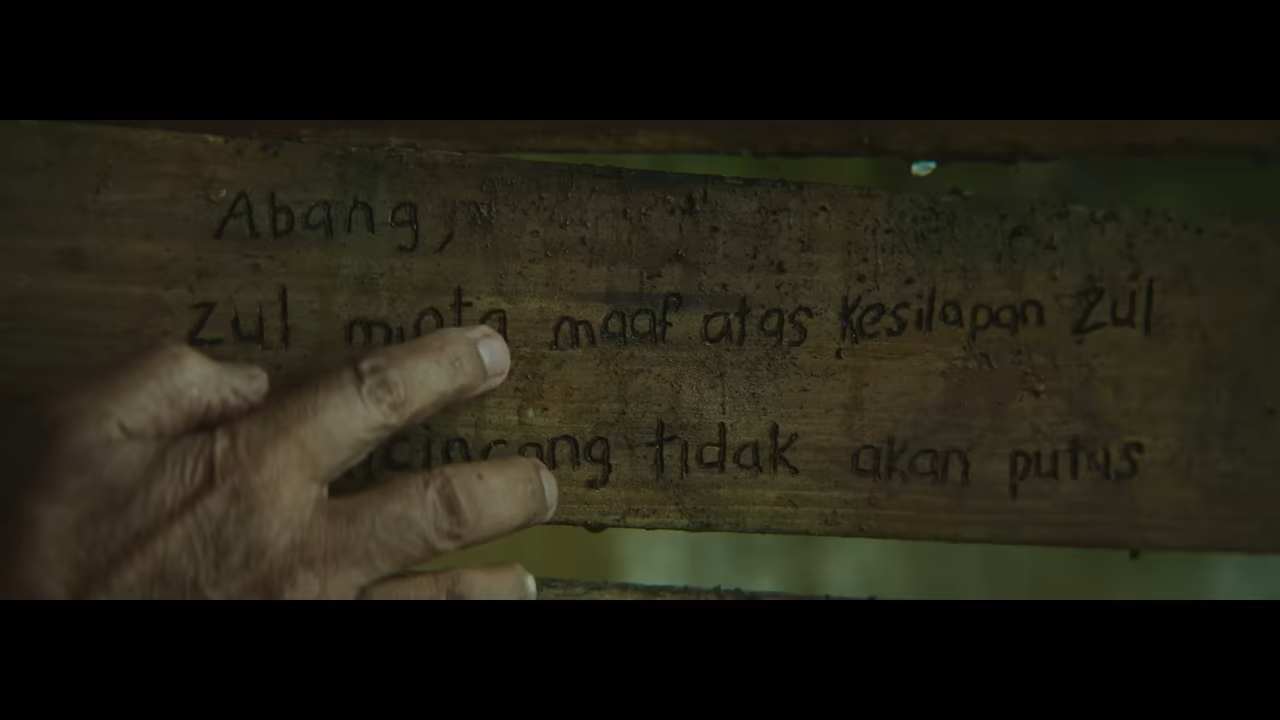 Abang,
Zul minta maaf atas kesilapan Zul
tidak akan putus